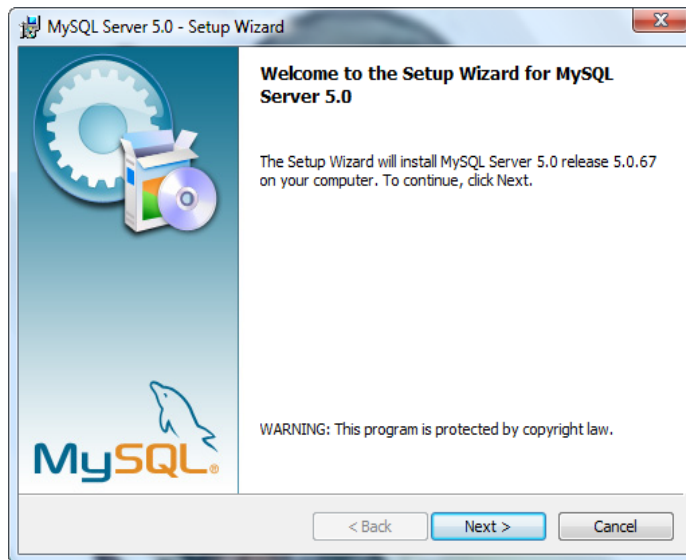 MySQL Server 5.0 - Setup Wizard
Welcome to the Setup Wizard for MySQL
Server 5.0
The Setup Wizard will install MySQL Server 5.0 release 5.0.67
on your computer. To continue, click Next.
WARNING: This program is protected by copyright law.
MySQL®
< Back Next > Cancel